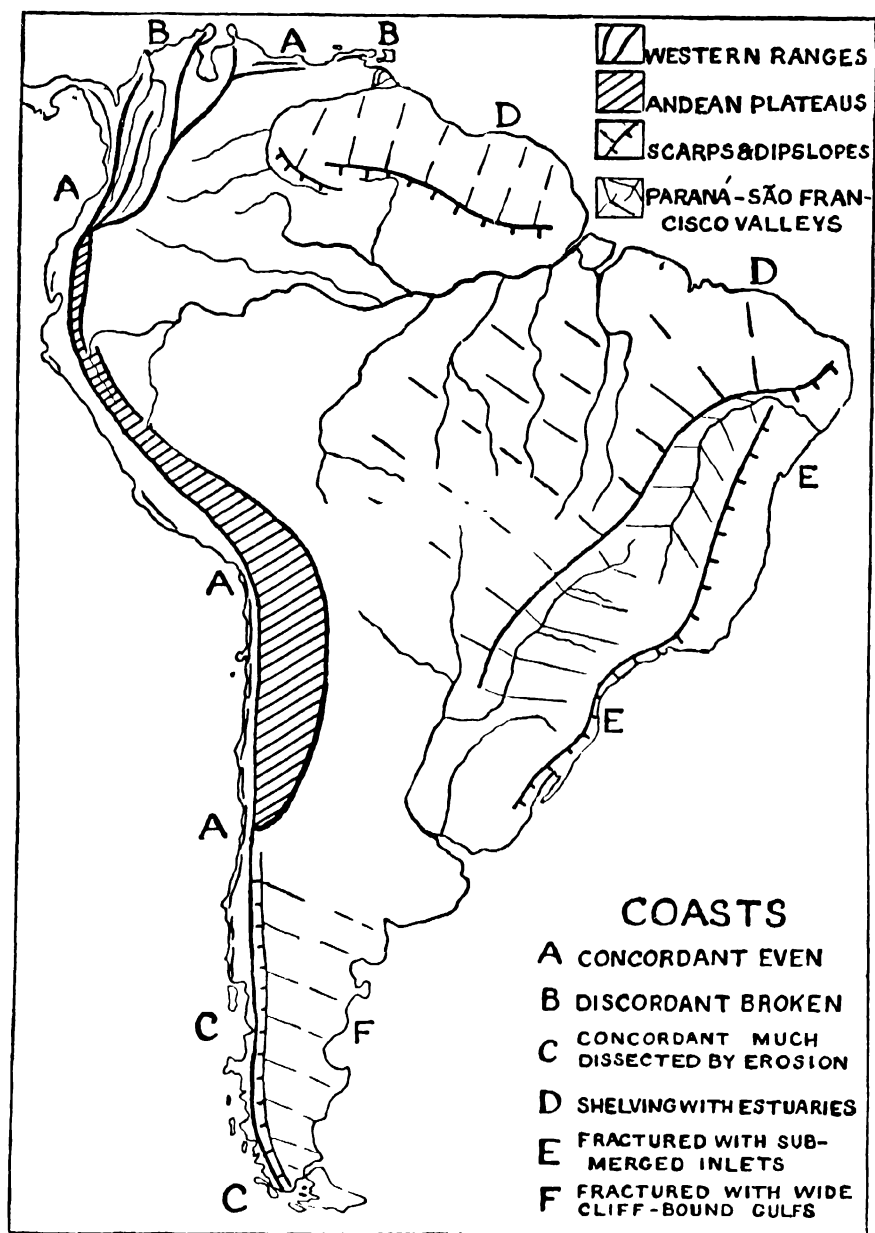 B
A
B
WESTERN RANGES
ANDEAN PLATEAUS
SCARPS & DIPSLOPES
PARANÁ-SÃO FRAN-
CISCO VALLEYS
D
A
D
E
A
E
A
C
F
C
COASTS
A CONCORDANT EVEN
B DISCORDANT BROKEN
C CONCORDANT MUCH
DISSECTED BY EROSION
D SHELVING WITH ESTUARIES
E FRACTURED WITH SUB-
MERGED INLETS
F FRACTURED WITH WIDE
CLIFF-BOUND GULFS